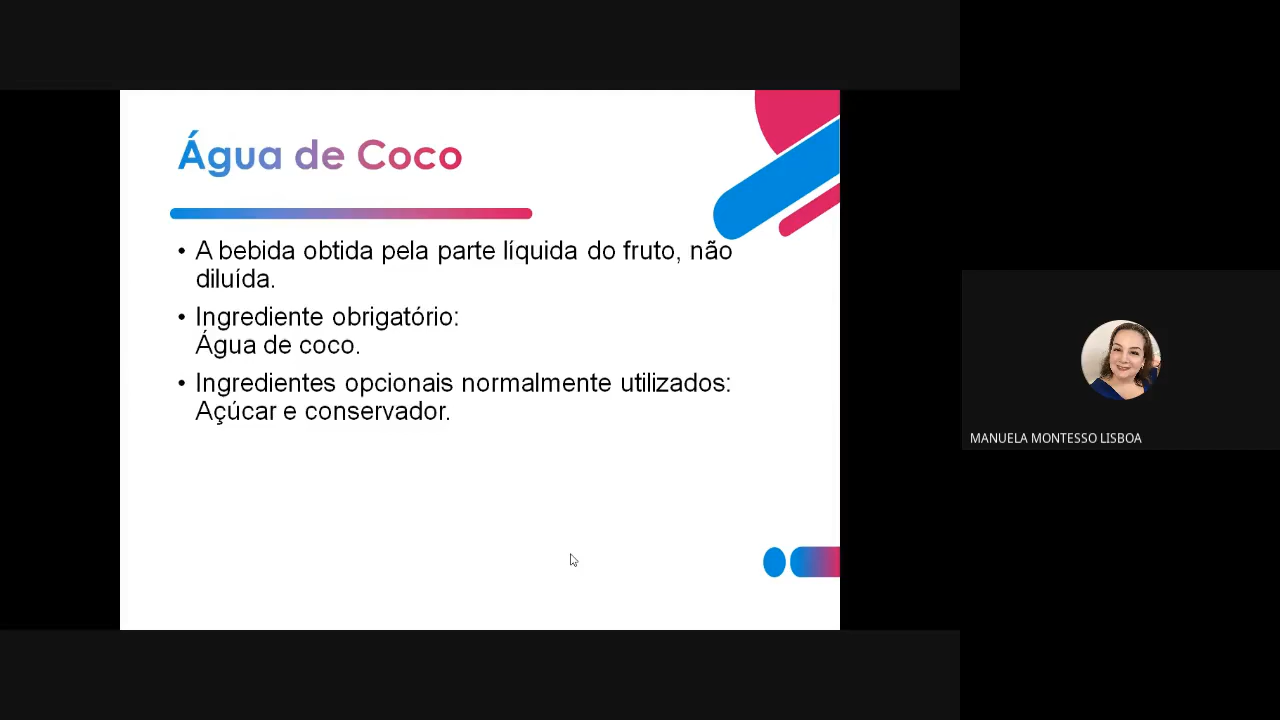 Água de Coco
• A bebida obtida pela parte líquida do fruto, não
diluída.
• Ingrediente obrigatório:
Água de coco.
• Ingredientes opcionais normalmente utilizados:
Açúcar e conservador.
MANUELA MONTESSO LISBOA